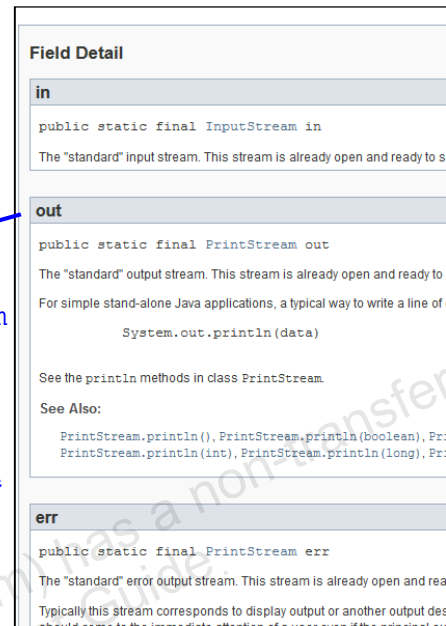 Field Detail
in
public static final InputStream in
The "standard" input stream. This stream is already open and ready to s
out
public static final PrintStream out
The "standard" output stream. This stream is already open and ready to
For simple stand-alone Java applications, a typical way to write a line of
System.out.println(data)
See the println methods in class PrintStream.
See Also:
PrintStream.println(), PrintStream.println(boolean), Pri
PrintStream.println(int), PrintStream.println(long), Pri
err
public static final PrintStream err
The "standard" error output stream. This stream is already open and rea
Typically this stream corresponds to display output or another output des
has a non-transfer
Guide.